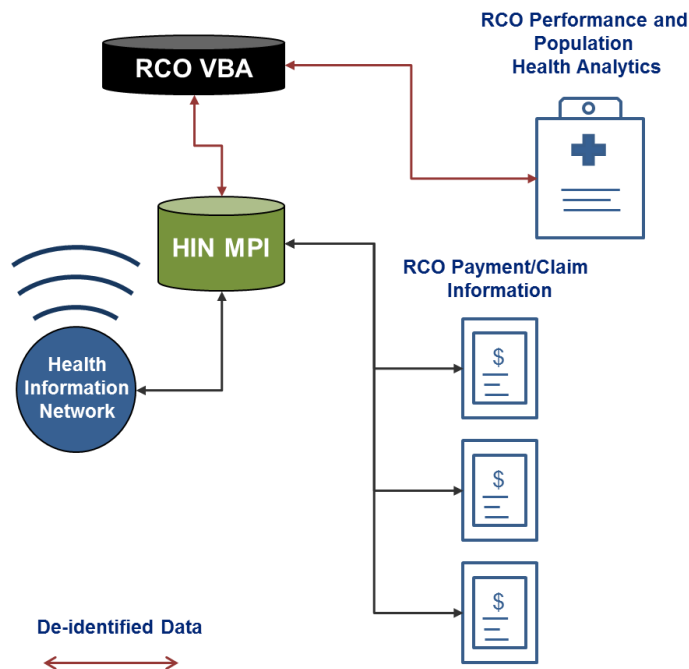 RCO Performance and
Population
Health Analytics
RCO VBA
HIN MPI
RCO Payment/Claim
Information
Health
Information
Network
$
$
$
De-identified Data